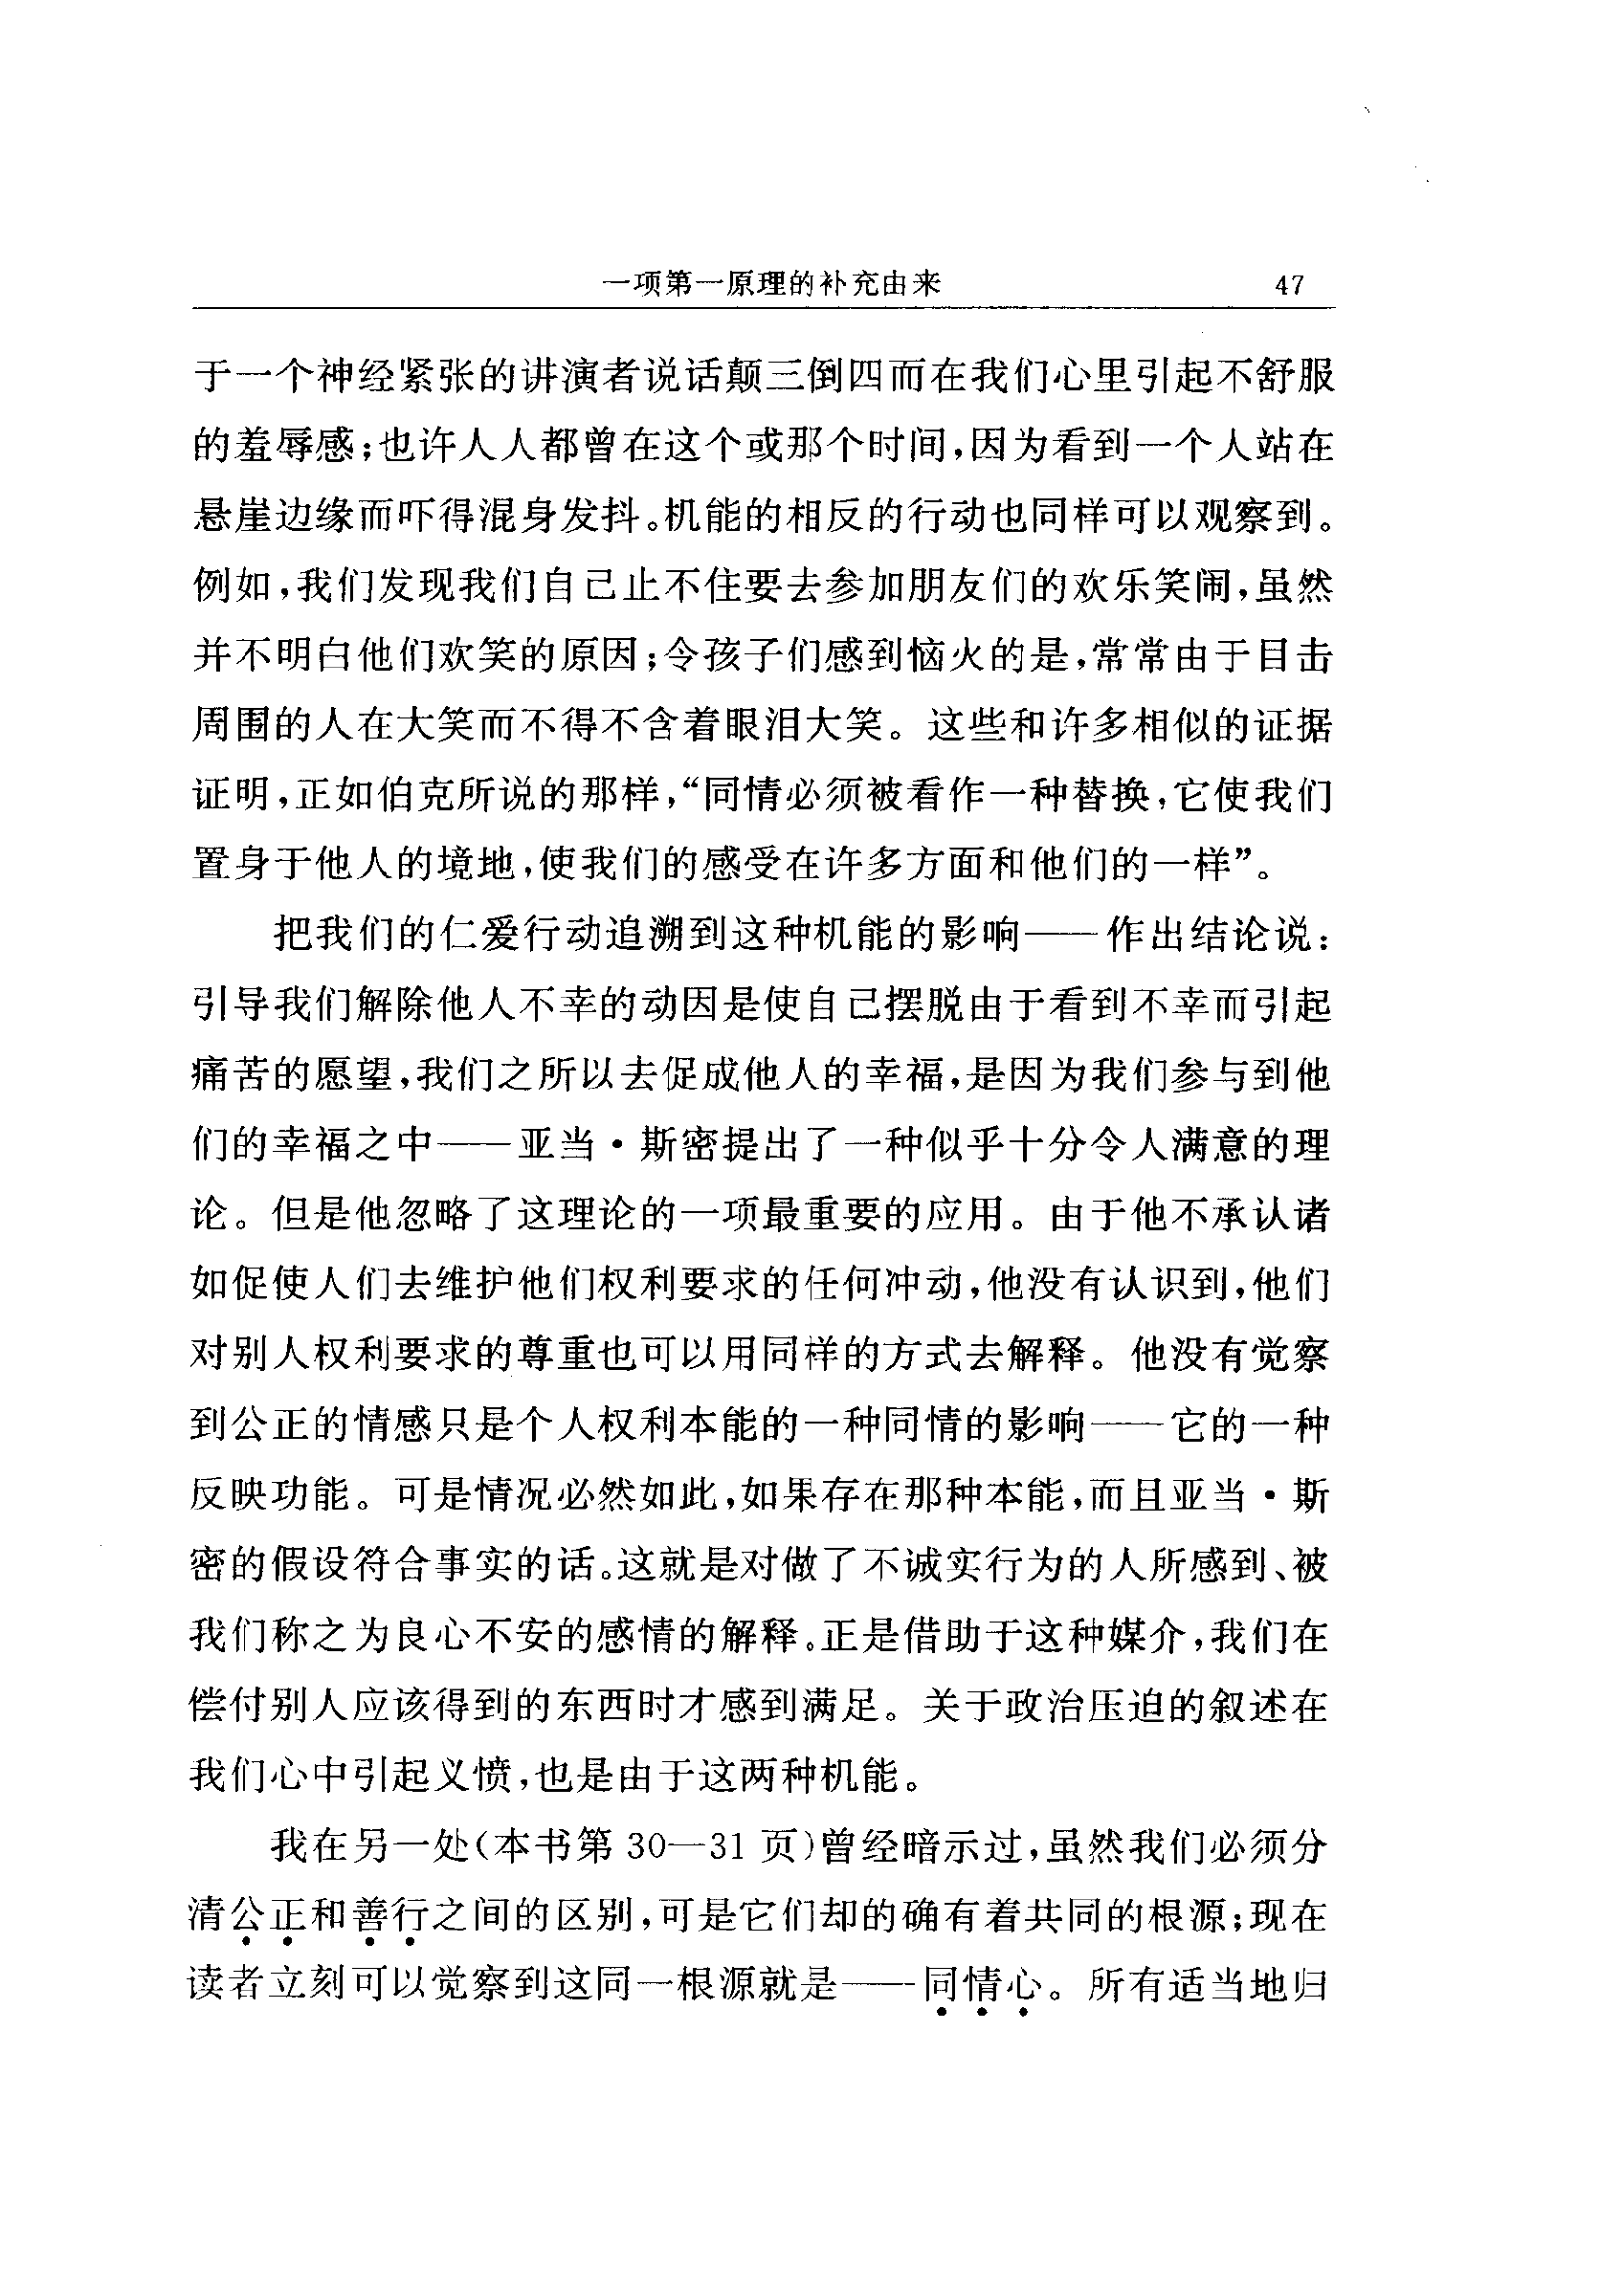 一项第一原理的补充由来 47
于一个神经紧张的讲演者说话颠三倒四而在我们心里引起不舒服
的羞辱感;也许人人都曾在这个或那个时间,因为看到一个人站在
悬崖边缘而吓得混身发抖。机能的相反的行动也同样可以观察到。
例如,我们发现我们自己止不住要去参加朋友们的欢乐笑闹,虽然
并不明白他们欢笑的原因;令孩子们感到恼火的是,常常由于目击
周围的人在大笑而不得不含着眼泪大笑。这些和许多相似的证据
证明,正如伯克所说的那样,“同情必须被看作一种替换,它使我们
置身于他人的境地,使我们的感受在许多方面和他们的一样”。
把我们的仁爱行动追溯到这种机能的影响——作出结论说:
引导我们解除他人不幸的动因是使自己摆脱由于看到不幸而引起
痛苦的愿望,我们之所以去促成他人的幸福,是因为我们参与到他
们的幸福之中——亚当·斯密提出了一种似乎十分令人满意的理
论。但是他忽略了这理论的一项最重要的应用。由于他不承认诸
如促使人们去维护他们权利要求的任何冲动,他没有认识到,他们
对别人权利要求的尊重也可以用同样的方式去解释。他没有觉察
到公正的情感只是个人权利本能的一种同情的影响——它的一种
反映功能。可是情况必然如此,如果存在那种本能,而且亚当·斯
密的假设符合事实的话。这就是对做了不诚实行为的人所感到、被
我们称之为良心不安的感情的解释。正是借助于这种媒介,我们在
偿付别人应该得到的东西时才感到满足。关于政治压迫的叙述在
我们心中引起义愤,也是由于这两种机能。
我在另一处(本书第 30—31 页)曾经暗示过,虽然我们必须分
清公正和善行之间的区别,可是它们却的确有着共同的根源;现在
读者立刻可以觉察到这同一根源就是——同情心。所有适当地归